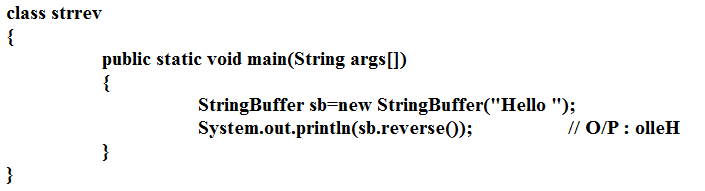 class strrev
{
public static void main(String args[])
{
StringBuffer sb=new StringBuffer("Hello ");
System.out.println(sb.reverse()); // O/P : olleH
}
}